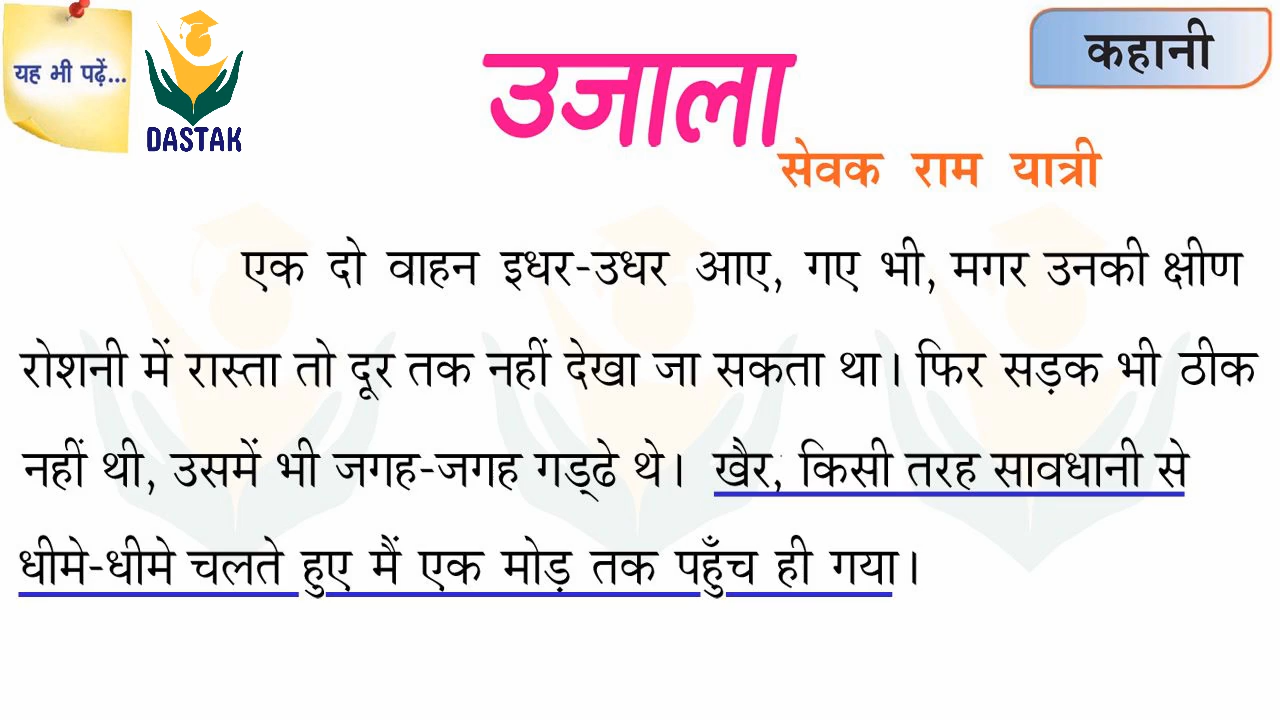 यह भी पढ़ें...
DASTAK
कहानी
उजाला
सेवक राम यात्री
एक दो वाहन इधर-उधर आए, गए भी, मगर उनकी क्षीण
रोशनी में रास्ता तो दूर तक नहीं देखा जा सकता था। फिर सड़क भी ठीक
नहीं थी, उसमें भी जगह-जगह गड्ढे थे। खैर, किसी तरह सावधानी से
धीमे-धीमे चलते हुए मैं एक मोड़ तक पहुँच ही गया।